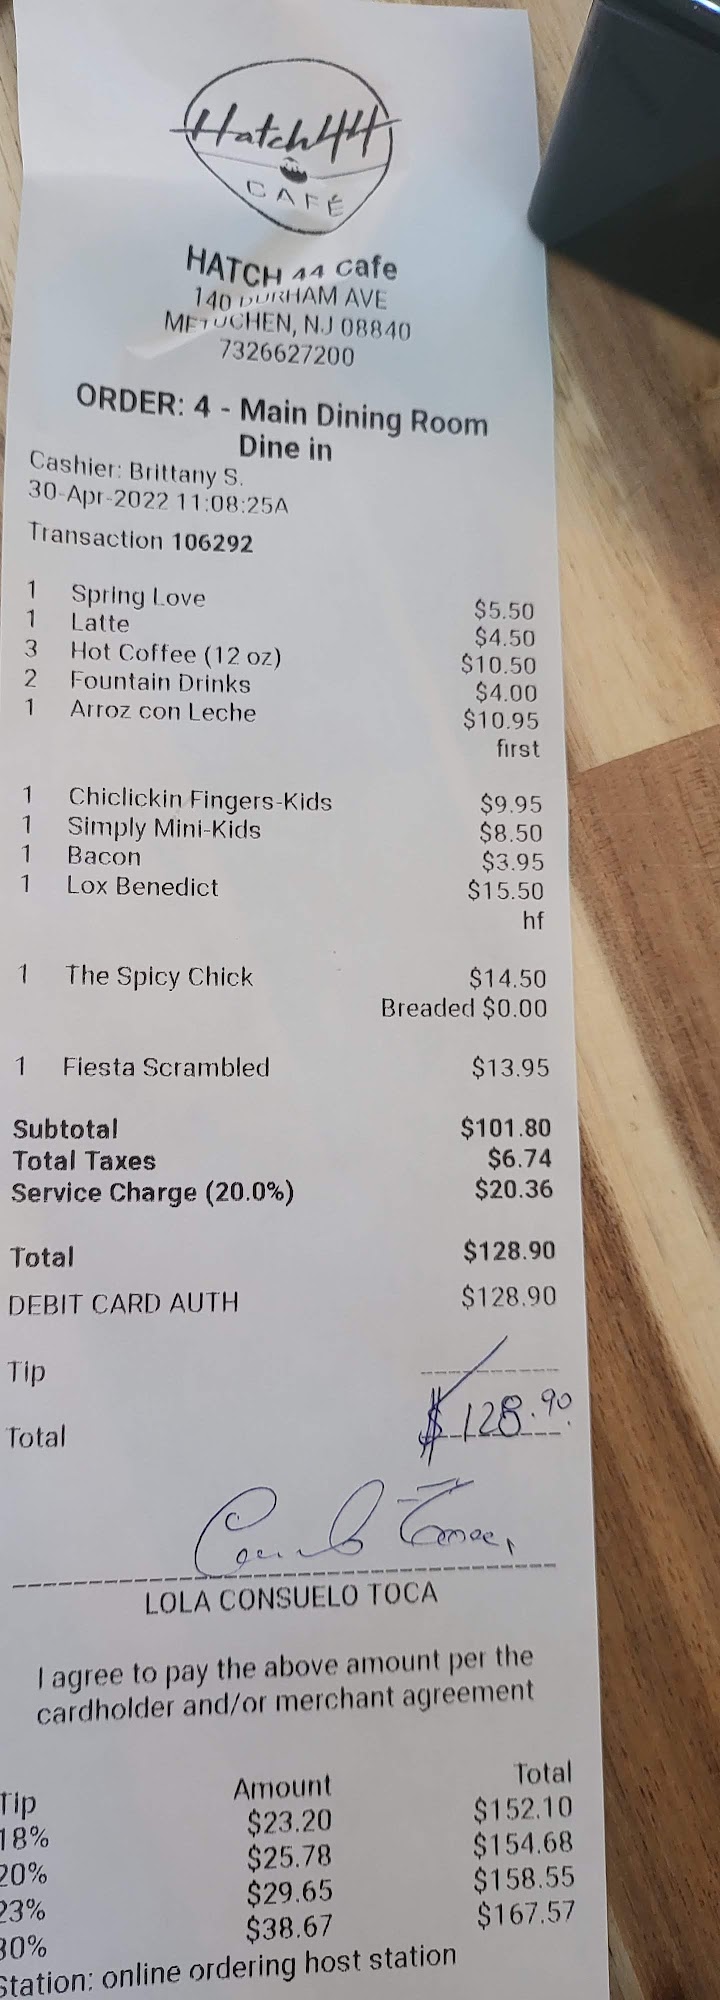 Hatch44
CAFÉ
HATCH 44 cafe
140 DURHAM AVE
METUCHEN, NJ 08840
7326627200
ORDER: 4 - Main Dining Room
Dine in
Cashier: Brittany S.
30-Apr-2022 11:08:25A
Transaction 106292
1 Spring Love $5.50
1 Latte $4.50
3 Hot Coffee (12 oz) $10.50
2 Fountain Drinks $4.00
1 Arroz con Leche $10.95
first
1 Chiclickin Fingers-Kids $9.95
1 Simply Mini-Kids $8.50
1 Bacon $3.95
1 Lox Benedict $15.50
hf
1 The Spicy Chick $14.50
Breaded $0.00
1 Fiesta Scrambled $13.95
Subtotal $101.80
Total Taxes $6.74
Service Charge (20.0%) $20.36
Total $128.90
DEBIT CARD AUTH $128.90
Tip
Total $128.90
LOLA CONSUELO TOCA
I agree to pay the above amount per the
cardholder and/or merchant agreement
Tip Amount Total
18% $23.20 $152.10
20% $25.78 $154.68
23% $29.65 $158.55
30% $38.67 $167.57
Station: online ordering host station